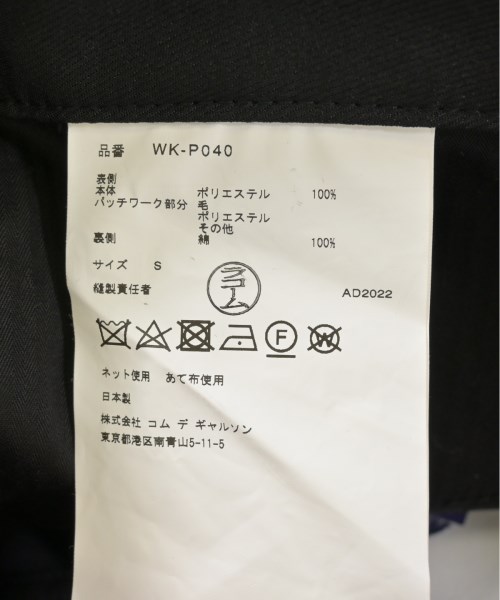 品番 WK-P040
表側
本体 ポリエステル 100%
パッチワーク部分 毛
ポリエステル
その他
裏側 綿 100%
サイズ S
縫製責任者 コム AD2022
F W
ネット使用 あて布使用
日本製
株式会社 コム デ ギャルソン
東京都港区南青山5-11-5